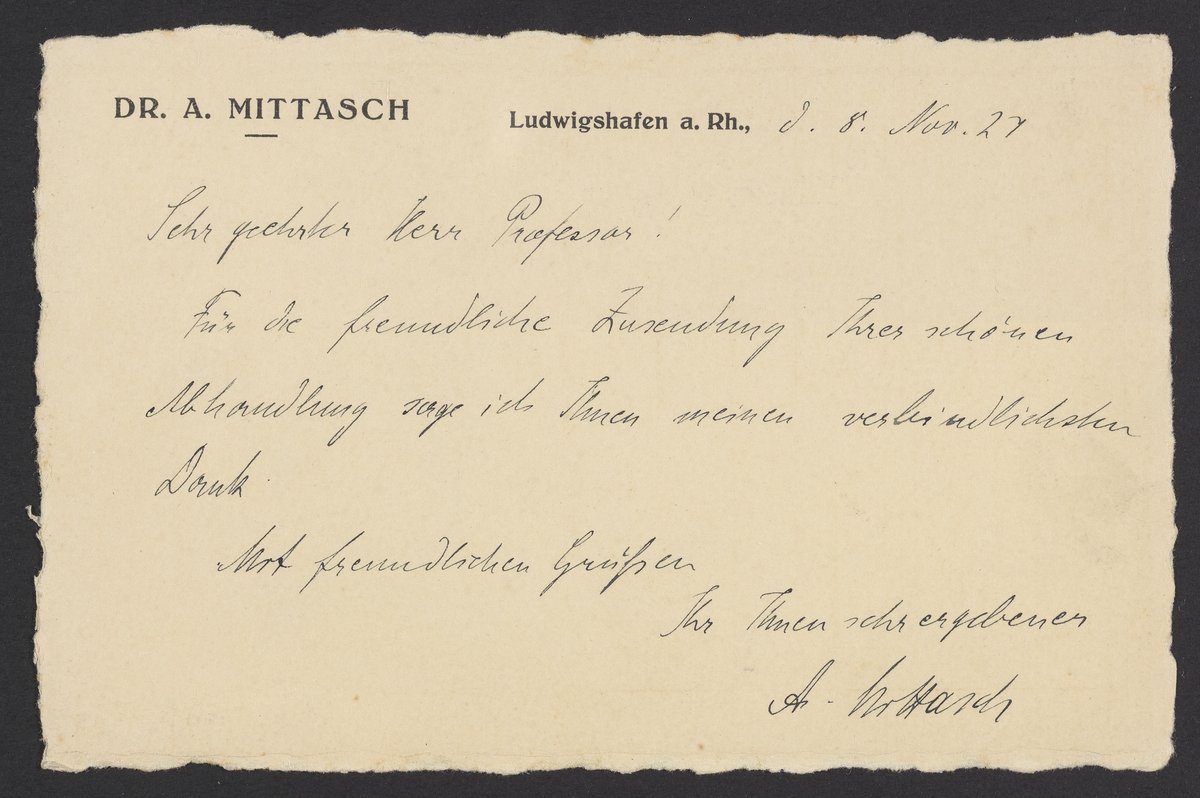 DR. A. MITTASCH
Ludwigshafen a. Rh., d. 8. Nov. 27
Sehr geehrter Herr Professor!
Für die freundliche Zusendung Ihrer schönen
Abhandlung sage ich Ihnen meinen verbindlichsten
Dank.
Mit freundlichen Grüßen
Ihr Ihnen sehr ergebener
A. Mittasch